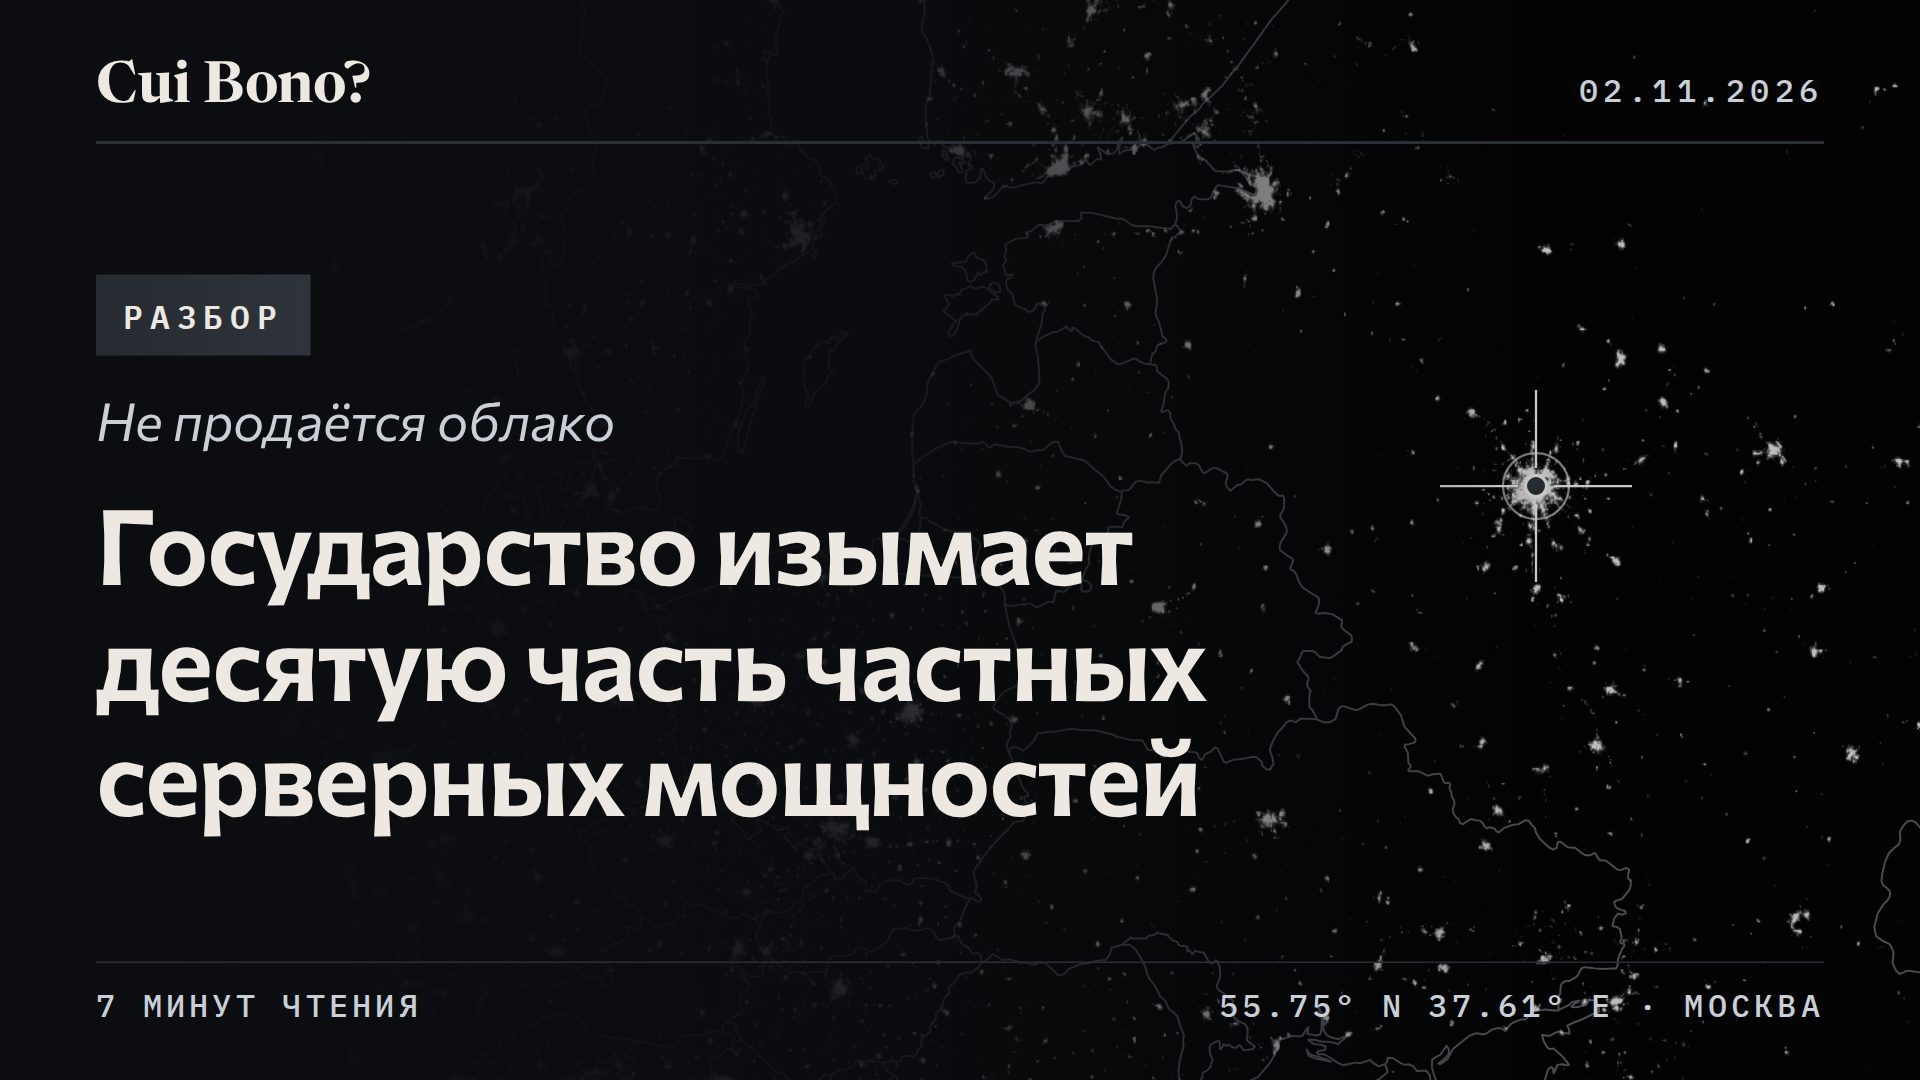 Cui Bono?
02.11.2026
РАЗБОР
Не продаётся облако
Государство изымает
десятую часть частных
серверных мощностей
7 МИНУТ ЧТЕНИЯ
55.75° N 37.61° E · МОСКВА